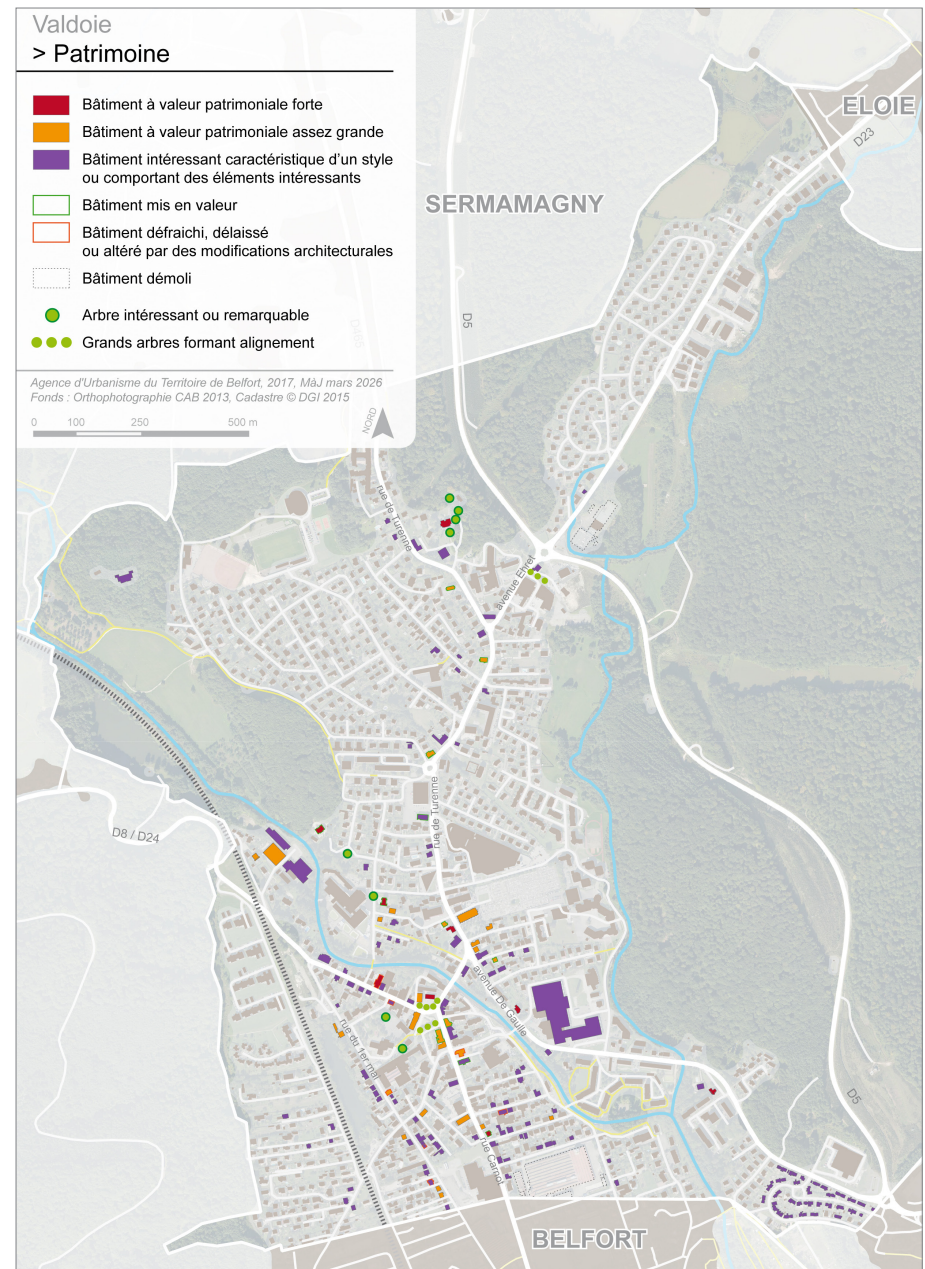 Valdoie
> Patrimoine
Bâtiment à valeur patrimoniale forte
Bâtiment à valeur patrimoniale assez grande
Bâtiment intéressant caractéristique d'un style
ou comportant des éléments intéressants
Bâtiment mis en valeur
Bâtiment défraichi, délaissé
ou altéré par des modifications architecturales
Bâtiment démoli
Arbre intéressant ou remarquable
Grands arbres formant alignement
Agence d'Urbanisme du Territoire de Belfort, 2017, MàJ mars 2026
Fonds : Orthophotographie CAB 2013, Cadastre © DGI 2015
0 100 250 500 m
NORD
ELOIE
D23
SERMAMAGNY
D465
D5
rue de Turenne
avenue Ehret
rue de Turenne
D8 / D24
avenue De Gaulle
rue du 1er mai
D5
rue Carnot
BELFORT